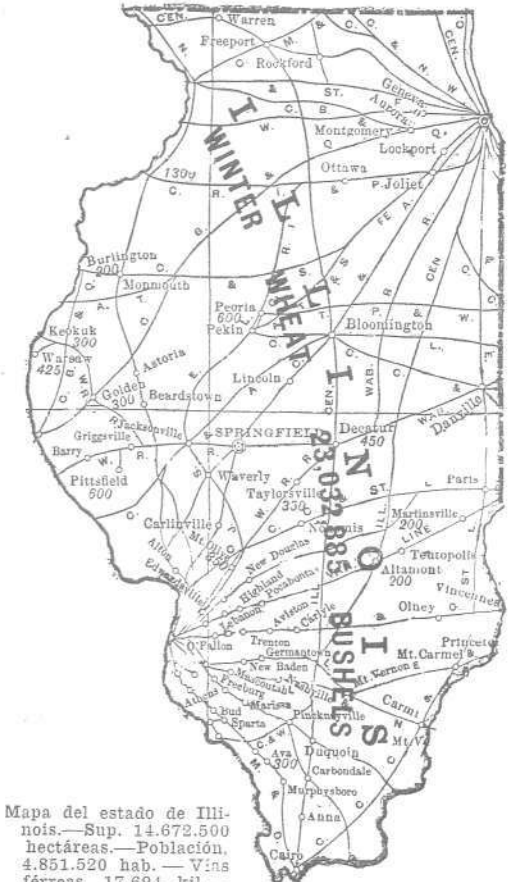 CEN.
Warren
Freeport
Rockford
Geneva
Aurora
Montgomery
Lockport
Ottawa
Joliet
1300
ILLINOIS
WINTER WHEAT 23,032,885 BUSHELS
Burlington
900
Monmouth
Peoria
600
Pekin
Bloomington
Keokuk
300
Warsaw
425
Astoria
Golden
300
Beardstown
Lincoln
Danville
Jacksonville
SPRINGFIELD
Decatur
450
Griggsville
Barry
Pittsfield
600
Waverly
Taylorsville
350
Paris
Martinsville
200
Carlinville
Mt. Olive
Nokomis
Teutopolis
Altamont
200
Alton
Edwardsville
New Douglas
Highland
Pocahontas
Vincennes
Olney
Lebanon
Aviston
Carlyle
O'Fallon
Trenton
Germantown
New Baden
Mascoutah
Nashville
Mt. Vernon
Mt. Carmel
Princeton
Athens
Freeburg
Marissa
Bud
Sparta
Pinckneyville
Carmi
Mt. V.
Ava
300
Duquoin
Carbondale
Murphysboro
Anna
Cairo
Mapa del estado de Illi-
nois.—Sup. 14.672.500
hectáreas.—Población,
4.851.520 hab. — Vías
férreas, 17.694 kil.